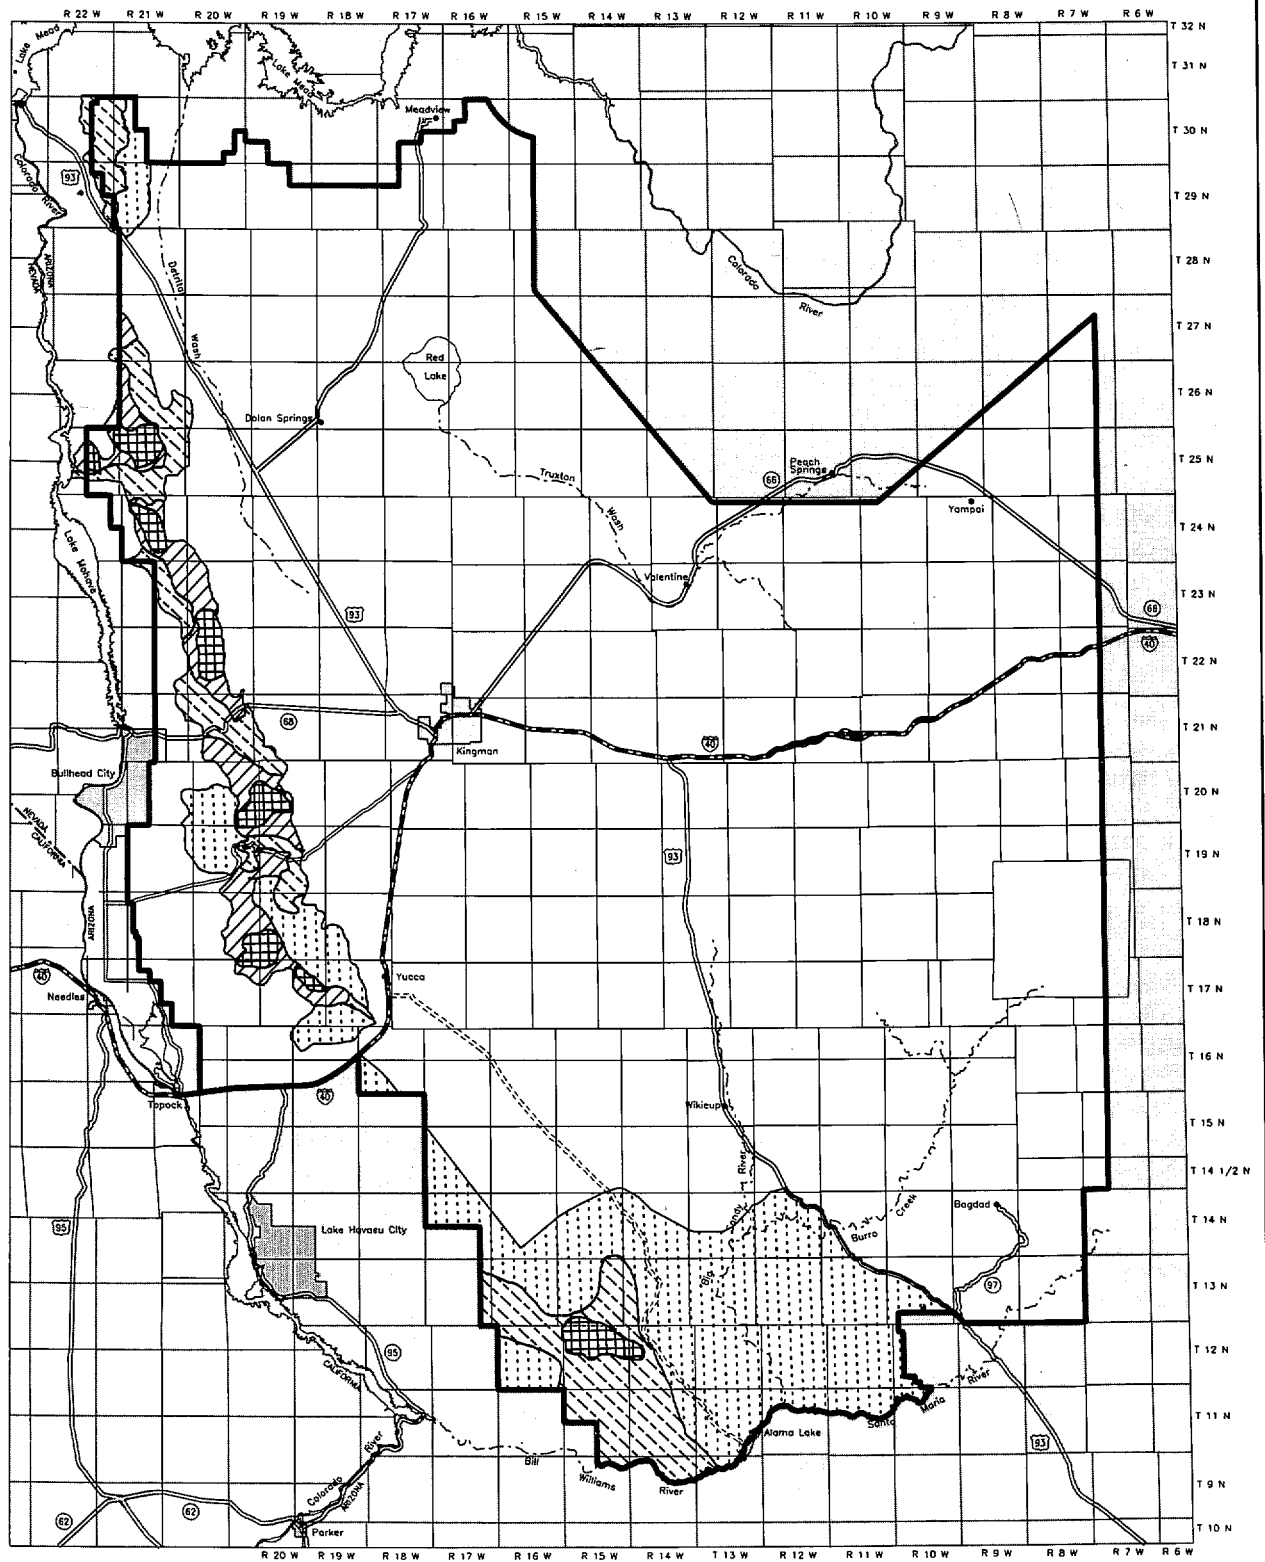 R 22 W R 21 W R 20 W R 19 W R 18 W R 17 W R 16 W R 15 W R 14 W R 13 W R 12 W R 11 W R 10 W R 9 W R 8 W R 7 W R 6 W
T 32 N
Lake Mead
Lake Mead
T 31 N
Meadview
T 30 N
Colorado River
93
T 29 N
NEVADA
ARIZONA
Detrital
Wash
Colorado
River
T 28 N
T 27 N
Red
Lake
T 26 N
Dolan Springs
Truxton
Wash
66
Peach
Springs
T 25 N
Yampai
T 24 N
Lake Mohave
Valentine
T 23 N
93
66
40
T 22 N
68
Kingman
40
T 21 N
Bullhead City
T 20 N
NEVADA
CALIFORNIA
93
T 19 N
ARIZONA
T 18 N
40
Needles
Yucca
T 17 N
T 16 N
Topock
40
Wikieup
T 15 N
T 14 1/2 N
95
Lake Havasu City
Big
Sandy
River
Burro
Creek
Bagdad
T 14 N
97
T 13 N
95
CALIFORNIA
T 12 N
Santa
Maria
River
T 11 N
Alamo Lake
93
Bill
Williams
River
Colorado
River
ARIZONA
T 9 N
62
62
Parker
T 10 N
R 20 W R 19 W R 18 W R 17 W R 16 W R 15 W R 14 W T 13 W R 12 W R 11 W R 10 W R 9 W R 8 W R 7 W R 6 W